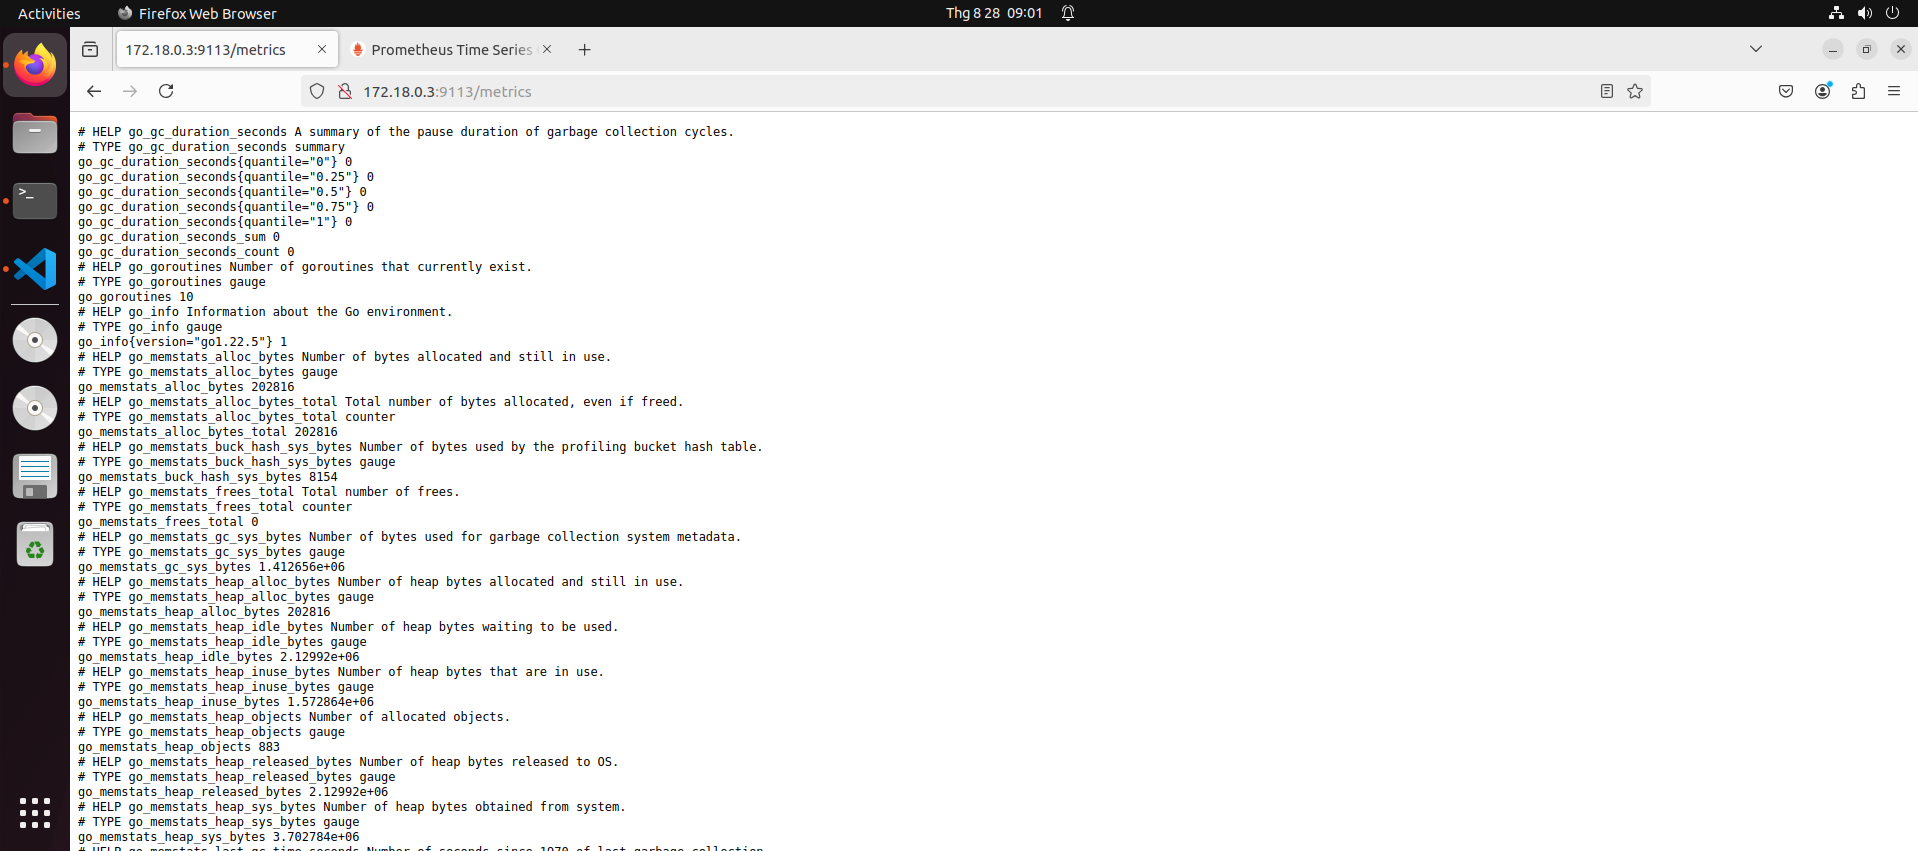 Activities
Firefox Web Browser
Thg 8 28 09:01
172.18.0.3:9113/metrics
Prometheus Time Series
172.18.0.3:9113/metrics
# HELP go_gc_duration_seconds A summary of the pause duration of garbage collection cycles.
# TYPE go_gc_duration_seconds summary
go_gc_duration_seconds{quantile="0"} 0
go_gc_duration_seconds{quantile="0.25"} 0
go_gc_duration_seconds{quantile="0.5"} 0
go_gc_duration_seconds{quantile="0.75"} 0
go_gc_duration_seconds{quantile="1"} 0
go_gc_duration_seconds_sum 0
go_gc_duration_seconds_count 0
# HELP go_goroutines Number of goroutines that currently exist.
# TYPE go_goroutines gauge
go_goroutines 10
# HELP go_info Information about the Go environment.
# TYPE go_info gauge
go_info{version="go1.22.5"} 1
# HELP go_memstats_alloc_bytes Number of bytes allocated and still in use.
# TYPE go_memstats_alloc_bytes gauge
go_memstats_alloc_bytes 202816
# HELP go_memstats_alloc_bytes_total Total number of bytes allocated, even if freed.
# TYPE go_memstats_alloc_bytes_total counter
go_memstats_alloc_bytes_total 202816
# HELP go_memstats_buck_hash_sys_bytes Number of bytes used by the profiling bucket hash table.
# TYPE go_memstats_buck_hash_sys_bytes gauge
go_memstats_buck_hash_sys_bytes 8154
# HELP go_memstats_frees_total Total number of frees.
# TYPE go_memstats_frees_total counter
go_memstats_frees_total 0
# HELP go_memstats_gc_sys_bytes Number of bytes used for garbage collection system metadata.
# TYPE go_memstats_gc_sys_bytes gauge
go_memstats_gc_sys_bytes 1.412656e+06
# HELP go_memstats_heap_alloc_bytes Number of heap bytes allocated and still in use.
# TYPE go_memstats_heap_alloc_bytes gauge
go_memstats_heap_alloc_bytes 202816
# HELP go_memstats_heap_idle_bytes Number of heap bytes waiting to be used.
# TYPE go_memstats_heap_idle_bytes gauge
go_memstats_heap_idle_bytes 2.12992e+06
# HELP go_memstats_heap_inuse_bytes Number of heap bytes that are in use.
# TYPE go_memstats_heap_inuse_bytes gauge
go_memstats_heap_inuse_bytes 1.572864e+06
# HELP go_memstats_heap_objects Number of allocated objects.
# TYPE go_memstats_heap_objects gauge
go_memstats_heap_objects 883
# HELP go_memstats_heap_released_bytes Number of heap bytes released to OS.
# TYPE go_memstats_heap_released_bytes gauge
go_memstats_heap_released_bytes 2.12992e+06
# HELP go_memstats_heap_sys_bytes Number of heap bytes obtained from system.
# TYPE go_memstats_heap_sys_bytes gauge
go_memstats_heap_sys_bytes 3.702784e+06
# HELP go_memstats_last_gc_time_seconds Number of seconds since 1970 of last garbage collection.